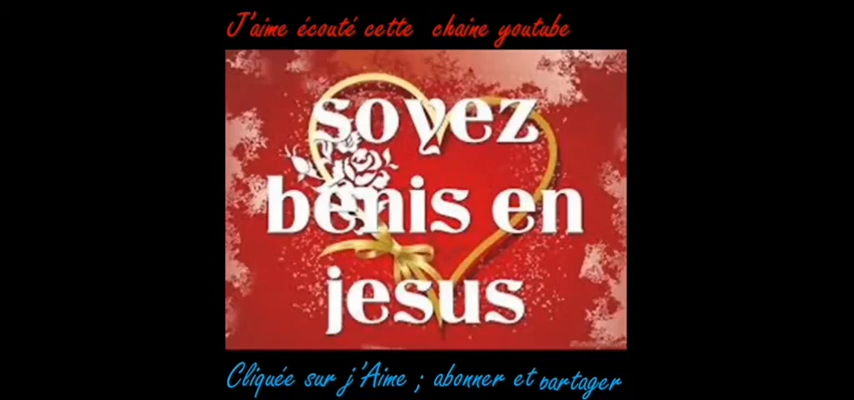 J'aime écouté cette chaine youtube
soyez
benis en
jesus
Cliquée sur j'Aime ; abonner et partager